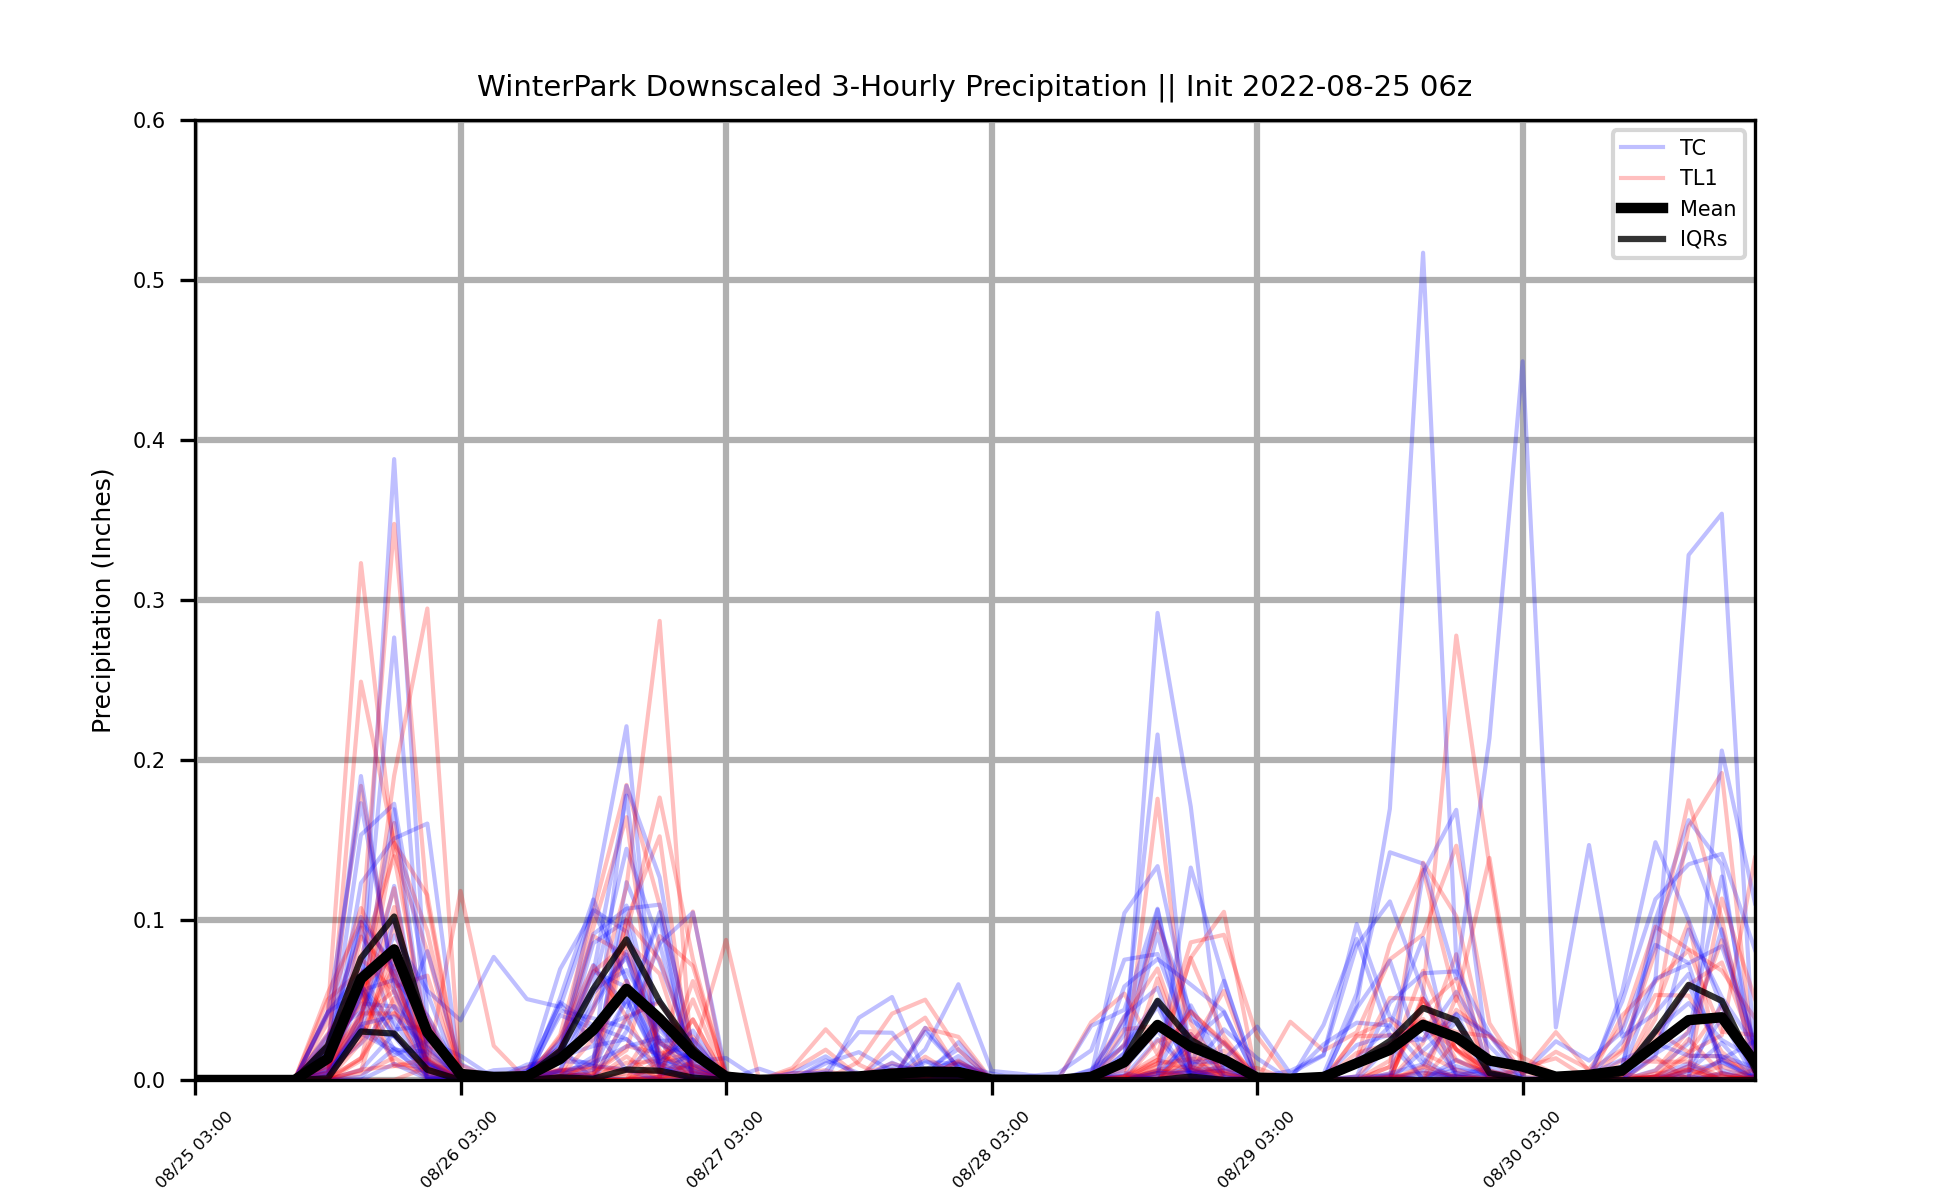 WinterPark Downscaled 3-Hourly Precipitation || Init 2022-08-25 06z
TC
TL1
Mean
IQRs
Precipitation (Inches)
0.6
0.5
0.4
0.3
0.2
0.1
0.0
08/25 03:00
08/26 03:00
08/27 03:00
08/28 03:00
08/29 03:00
08/30 03:00